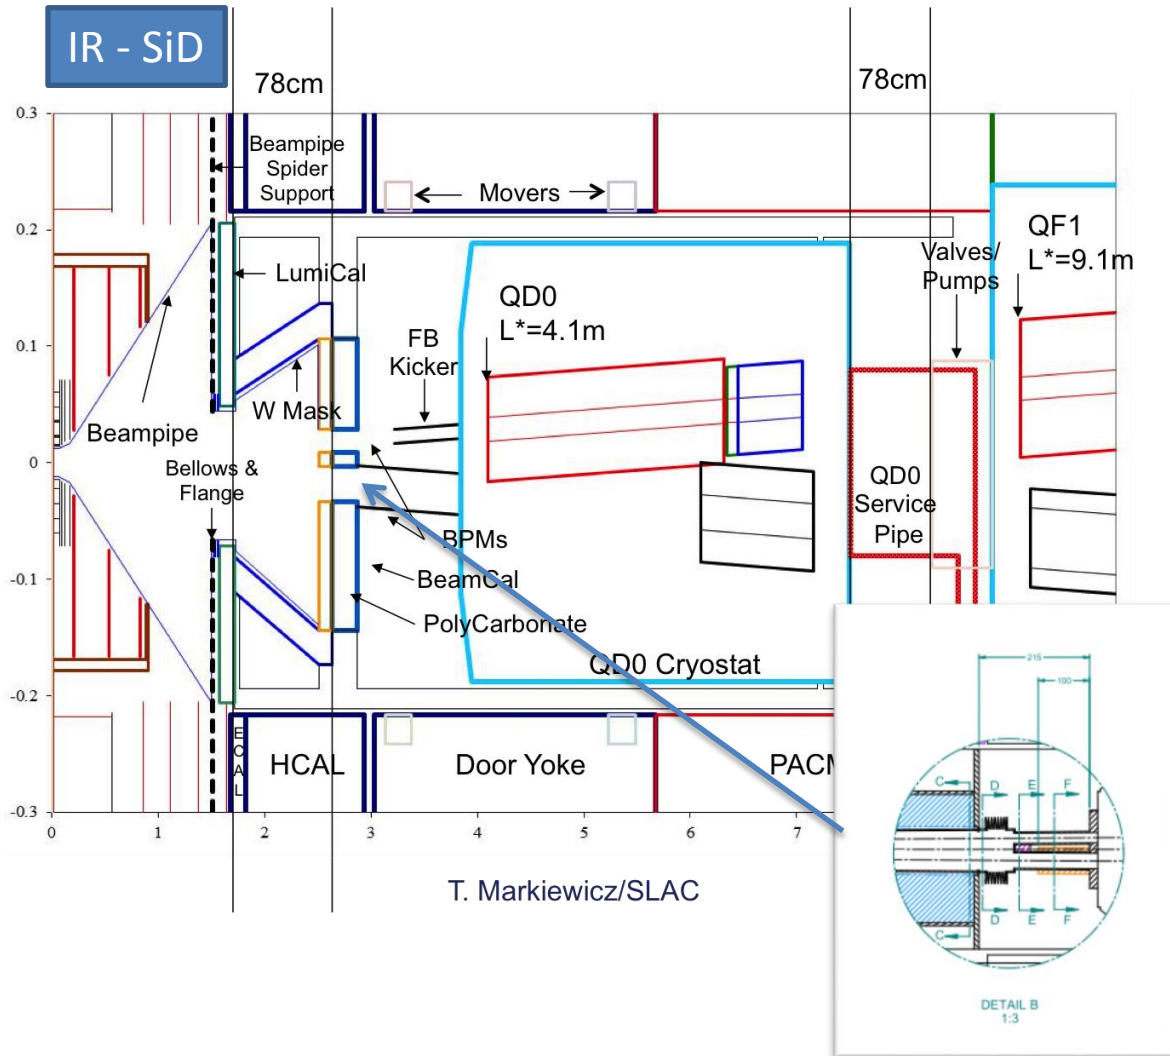 IR - SiD
78cm
78cm
0.3
Beampipe
Spider
Support
Movers
0.2
QF1
L*=9.1m
Valves/
Pumps
LumiCal
QD0
L*=4.1m
0.1
FB
Kicker
W Mask
Beampipe
0
Bellows &
Flange
QD0
Service
Pipe
BPMs
-0.1
BeamCal
PolyCarbonate
QD0 Cryostat
-0.2
ECAL
HCAL
Door Yoke
PACM
-0.3
0
1
2
3
4
5
6
7
T. Markiewicz/SLAC
215
100
C
D
E
F
D
E
F
C
DETAIL B
1:3